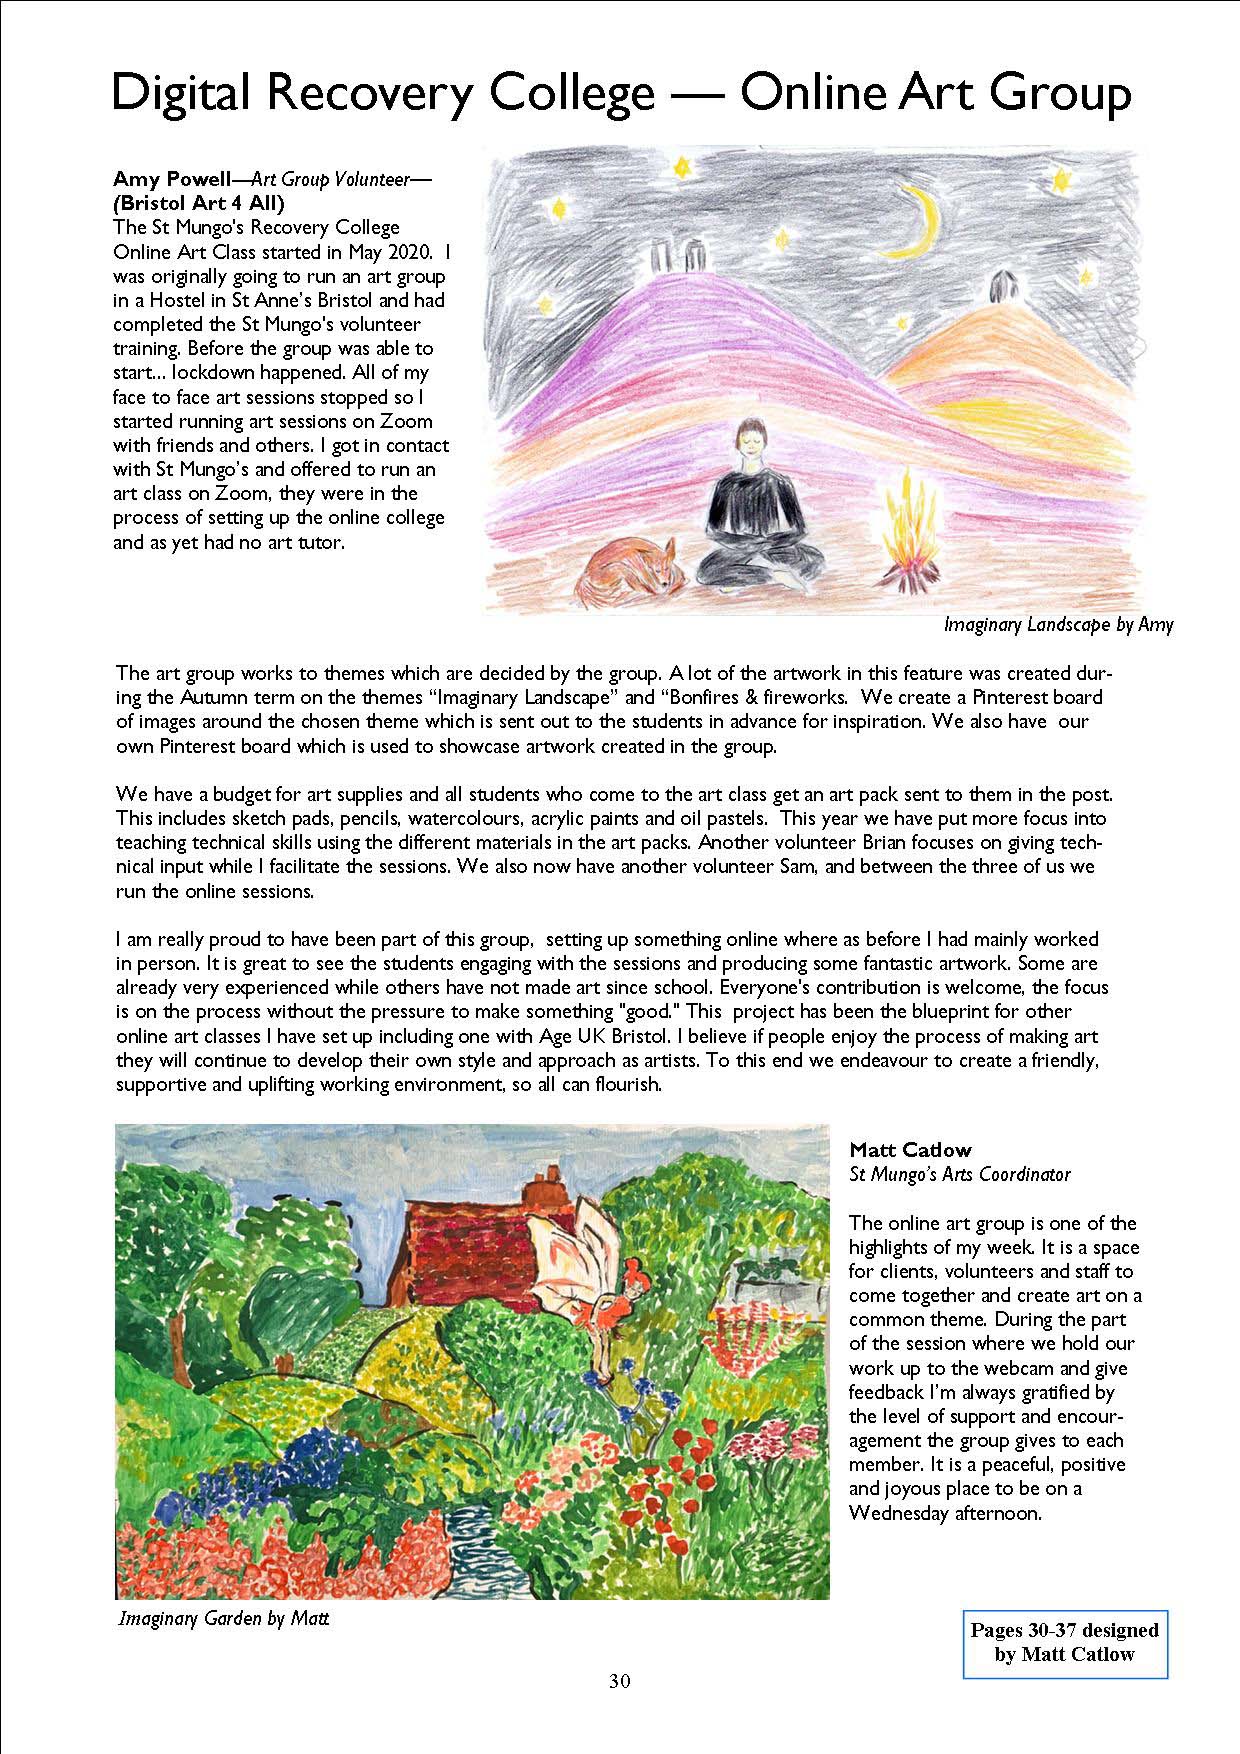 Digital Recovery College — Online Art Group
Amy Powell—Art Group Volunteer—
(Bristol Art 4 All)
The St Mungo's Recovery College
Online Art Class started in May 2020.  I
was originally going to run an art group
in a Hostel in St Anne’s Bristol and had
completed the St Mungo's volunteer
training. Before the group was able to
start... lockdown happened. All of my
face to face art sessions stopped so I
started running art sessions on Zoom
with friends and others. I got in contact
with St Mungo’s and offered to run an
art class on Zoom, they were in the
process of setting up the online college
and as yet had no art tutor.
Imaginary Landscape by Amy
The art group works to themes which are decided by the group. A lot of the artwork in this feature was created dur-
ing the Autumn term on the themes “Imaginary Landscape” and “Bonfires & fireworks.  We create a Pinterest board
of images around the chosen theme which is sent out to the students in advance for inspiration. We also have  our
own Pinterest board which is used to showcase artwork created in the group.
We have a budget for art supplies and all students who come to the art class get an art pack sent to them in the post.
This includes sketch pads, pencils, watercolours, acrylic paints and oil pastels.  This year we have put more focus into
teaching technical skills using the different materials in the art packs. Another volunteer Brian focuses on giving tech-
nical input while I facilitate the sessions. We also now have another volunteer Sam, and between the three of us we
run the online sessions.
I am really proud to have been part of this group,  setting up something online where as before I had mainly worked
in person. It is great to see the students engaging with the sessions and producing some fantastic artwork. Some are
already very experienced while others have not made art since school. Everyone's contribution is welcome, the focus
is on the process without the pressure to make something "good." This  project has been the blueprint for other
online art classes I have set up including one with Age UK Bristol. I believe if people enjoy the process of making art
they will continue to develop their own style and approach as artists. To this end we endeavour to create a friendly,
supportive and uplifting working environment, so all can flourish.
Matt Catlow
St Mungo’s Arts Coordinator
The online art group is one of the
highlights of my week. It is a space
for clients, volunteers and staff to
come together and create art on a
common theme. During the part
of the session where we hold our
work up to the webcam and give
feedback I’m always gratified by
the level of support and encour-
agement the group gives to each
member. It is a peaceful, positive
and joyous place to be on a
Wednesday afternoon.
Imaginary Garden by Matt
Pages 30-37 designed
by Matt Catlow
30